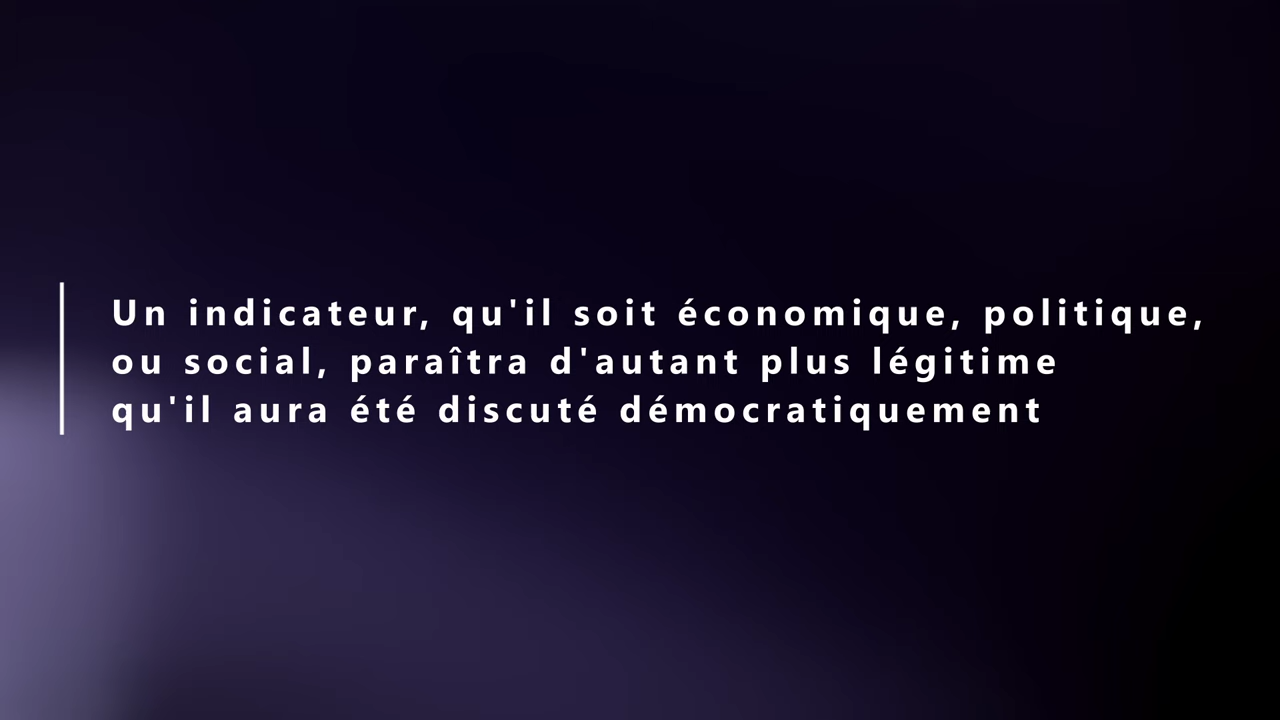 Un indicateur, qu'il soit économique, politique,
ou social, paraîtra d'autant plus légitime
qu'il aura été discuté démocratiquement